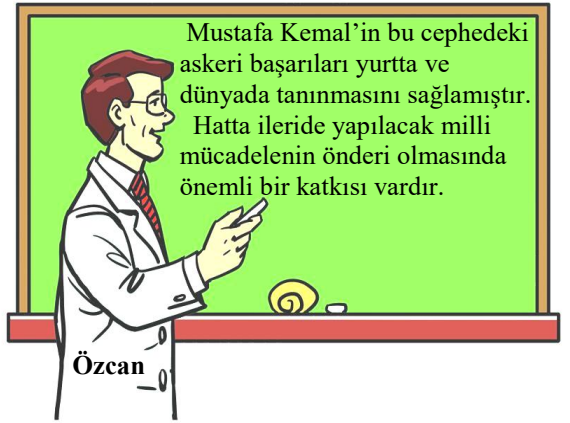 Mustafa Kemal’in bu cephedeki
askeri başarıları yurtta ve
dünyada tanınmasını sağlamıştır.
Hatta ileride yapılacak milli
mücadelenin önderi olmasında
önemli bir katkısı vardır.
Özcan